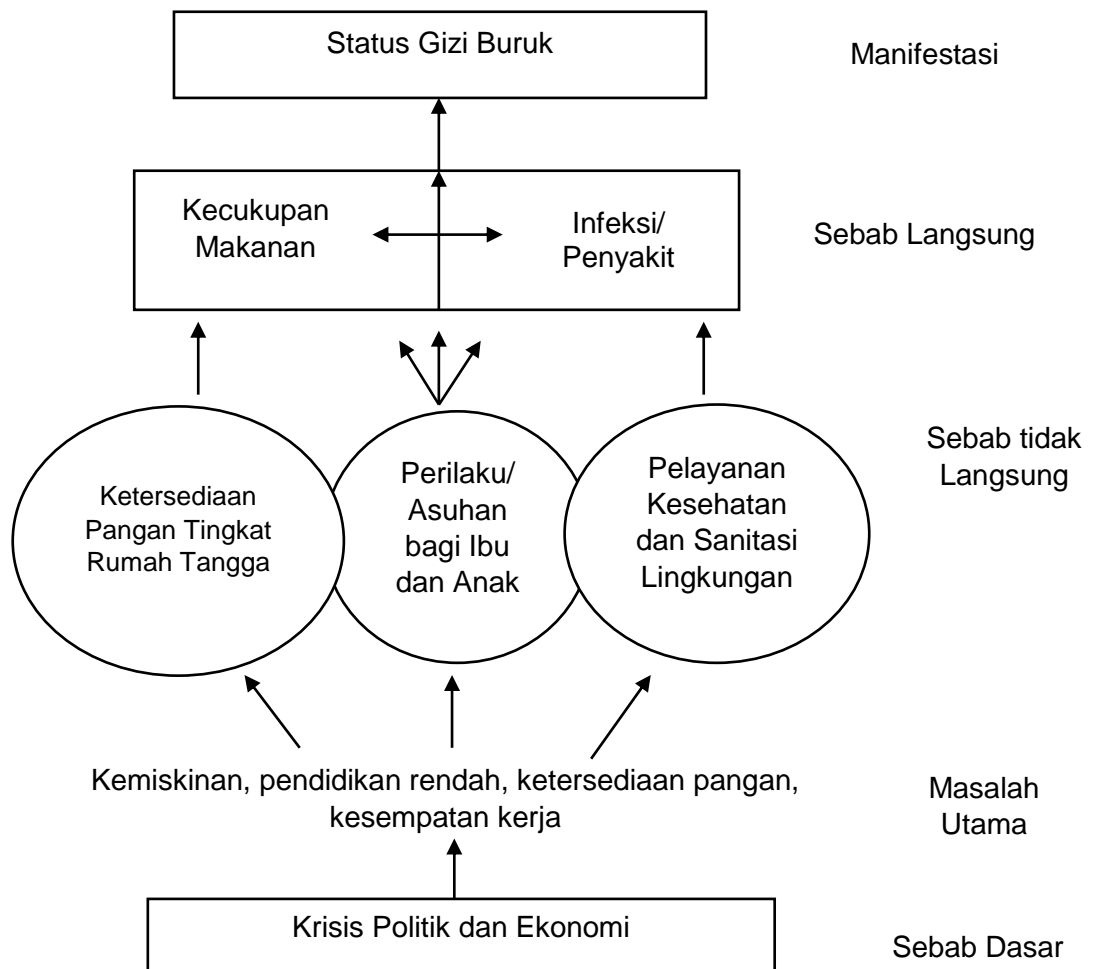 Status Gizi Buruk
Manifestasi
Kecukupan
Makanan
Infeksi/
Penyakit
Sebab Langsung
Ketersediaan
Pangan Tingkat
Rumah Tangga
Perilaku/
Asuhan
bagi Ibu
dan Anak
Pelayanan
Kesehatan
dan Sanitasi
Lingkungan
Sebab tidak
Langsung
Kemiskinan, pendidikan rendah, ketersediaan pangan,
kesempatan kerja
Masalah
Utama
Krisis Politik dan Ekonomi
Sebab Dasar